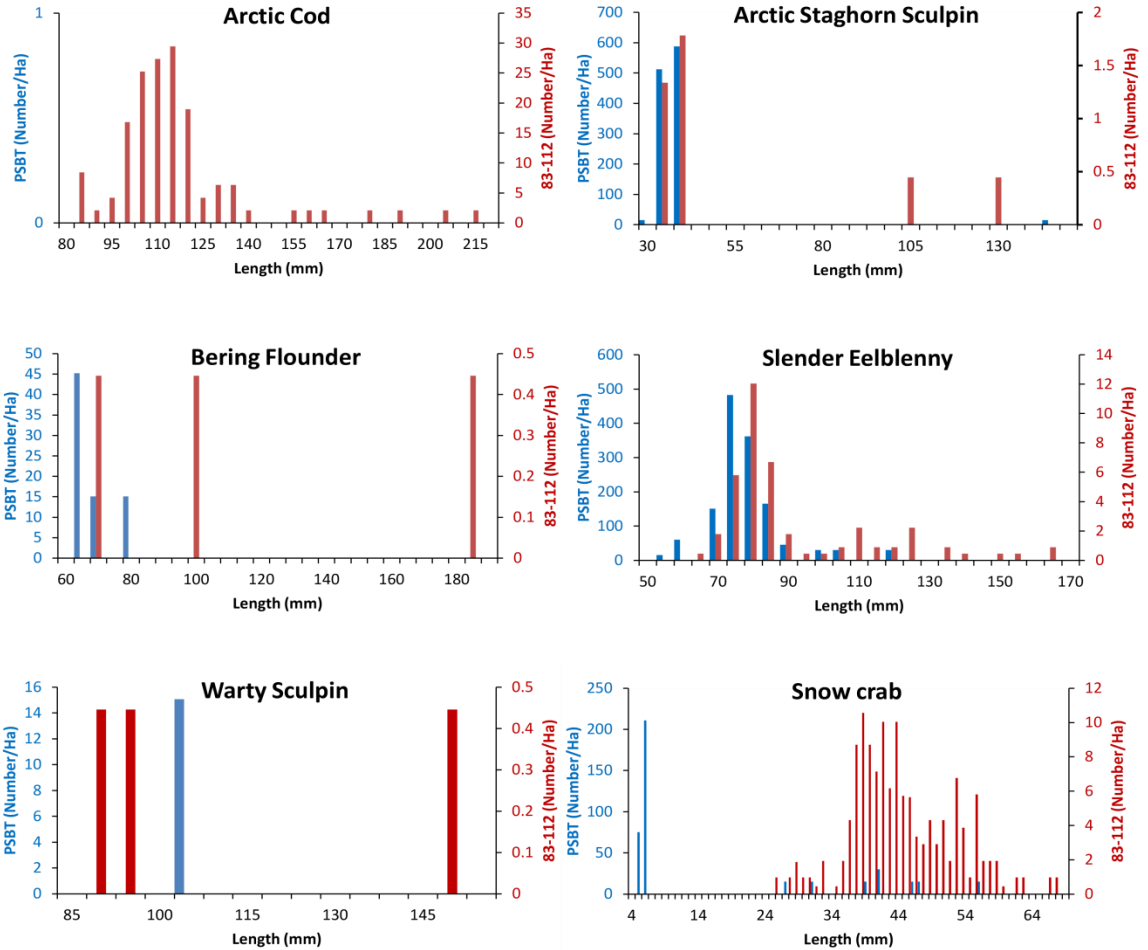 Arctic Cod
PSBT (Number/Ha)
1
0
35
30
25
20
15
10
5
0
83-112 (Number/Ha)
80 95 110 125 140 155 165 185 205 215
Length (mm)
Arctic Staghorn Sculpin
PSBT (Number/Ha)
700
600
500
400
300
200
100
0
2
1.5
1
0.5
0
83-112 (Number/Ha)
30 55 80 105 130
Length (mm)
Bering Flounder
PSBT (Number/Ha)
50
45
40
35
30
25
20
15
10
5
0
0.5
0.4
0.3
0.2
0.1
0
83-112 (Number/Ha)
60 80 100 120 140 160 180
Length (mm)
Slender Eelblenny
PSBT (Number/Ha)
600
500
400
300
200
100
0
14
12
10
8
6
4
2
0
83-112 (Number/Ha)
50 70 90 110 130 150 170
Length (mm)
Warty Sculpin
PSBT (Number/Ha)
16
14
12
10
8
6
4
2
0
0.5
0.4
0.3
0.2
0.1
0
83-112 (Number/Ha)
85 100 115 130 145
Length (mm)
Snow crab
PSBT (Number/Ha)
250
200
150
100
50
0
12
10
8
6
4
2
0
83-112 (Number/Ha)
4 14 24 34 44 54 64
Length (mm)